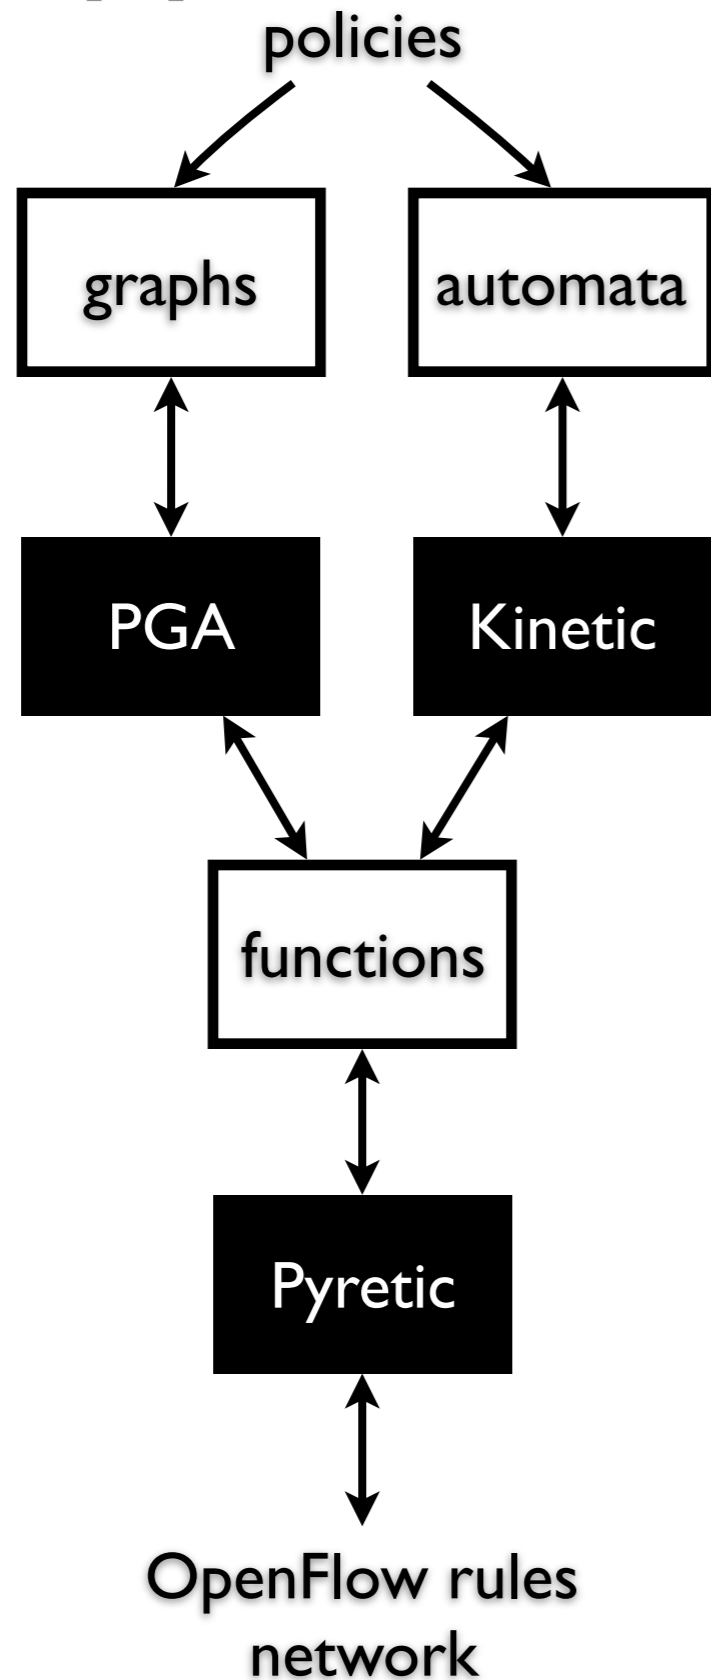 policies
graphs
automata
PGA
Kinetic
functions
Pyretic
OpenFlow rules
network